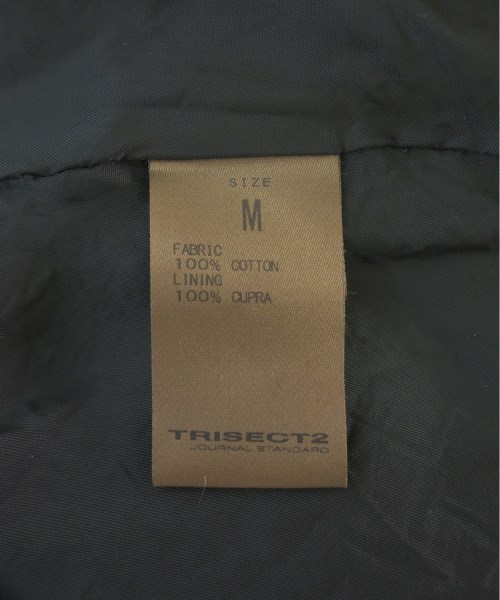 SIZE
M
FABRIC
100% COTTON
LINING
100% CUPRA
TRISECT2
JOURNAL STANDARD